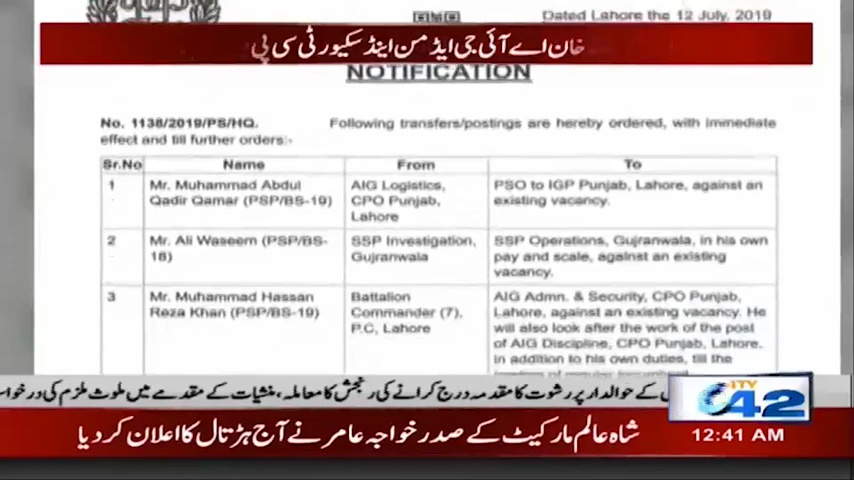 Dated Lahore the 12 July, 2019
خان اے آئی جی ایڈمن اینڈ سکیورٹی سی پی
NOTIFICATION
No. 1138/2019/PS/HQ. Following transfers/postings are hereby ordered, with immediate
effect and till further orders:-
Sr.No Name From To
1 Mr. Muhammad Abdul Qadir Qamar (PSP/BS-19) AIG Logistics, CPO Punjab, Lahore PSO to IGP Punjab, Lahore, against an existing vacancy.
2 Mr. Ali Waseem (PSP/BS-18) SSP Investigation, Gujranwala SSP Operations, Gujranwala, in his own pay and scale, against an existing vacancy.
3 Mr. Muhammad Hassan Reza Khan (PSP/BS-19) Battalion Commander (7), P.C, Lahore AIG Admn. & Security, CPO Punjab, Lahore, against an existing vacancy. He will also look after the work of the post of AIG Discipline, CPO Punjab, Lahore, in addition to his own duties, till the
کے حوالدار پر رشوت کا مقدمہ درج کرانے کی رنجش کا معاملہ، منشیات کے مقدمے میں ملوث ملزم کی
CITY 42
شاہ عالم مارکیٹ کے صدر خواجہ عامر نے آج ہڑتال کا اعلان کر دیا
12:41 AM